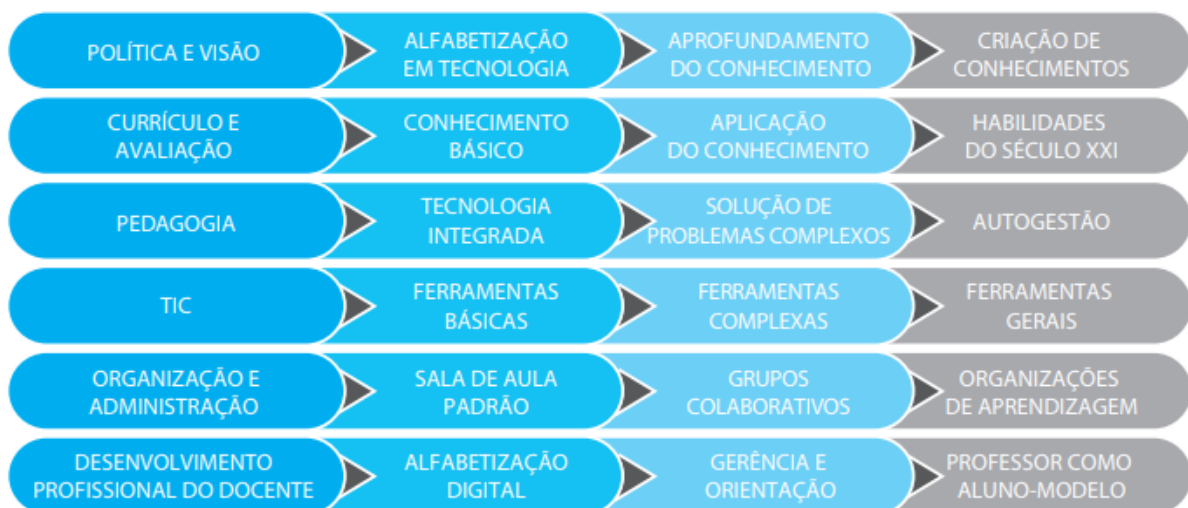 POLÍTICA E VISÃO
ALFABETIZAÇÃO
EM TECNOLOGIA
APROFUNDAMENTO
DO CONHECIMENTO
CRIAÇÃO DE
CONHECIMENTOS
CURRÍCULO E
AVALIAÇÃO
CONHECIMENTO
BÁSICO
APLICAÇÃO
DO CONHECIMENTO
HABILIDADES
DO SÉCULO XXI
PEDAGOGIA
TECNOLOGIA
INTEGRADA
SOLUÇÃO DE
PROBLEMAS COMPLEXOS
AUTOGESTÃO
TIC
FERRAMENTAS
BÁSICAS
FERRAMENTAS
COMPLEXAS
FERRAMENTAS
GERAIS
ORGANIZAÇÃO E
ADMINISTRAÇÃO
SALA DE AULA
PADRÃO
GRUPOS
COLABORATIVOS
ORGANIZAÇÕES
DE APRENDIZAGEM
DESENVOLVIMENTO
PROFISSIONAL DO DOCENTE
ALFABETIZAÇÃO
DIGITAL
GERÊNCIA E
ORIENTAÇÃO
PROFESSOR COMO
ALUNO-MODELO